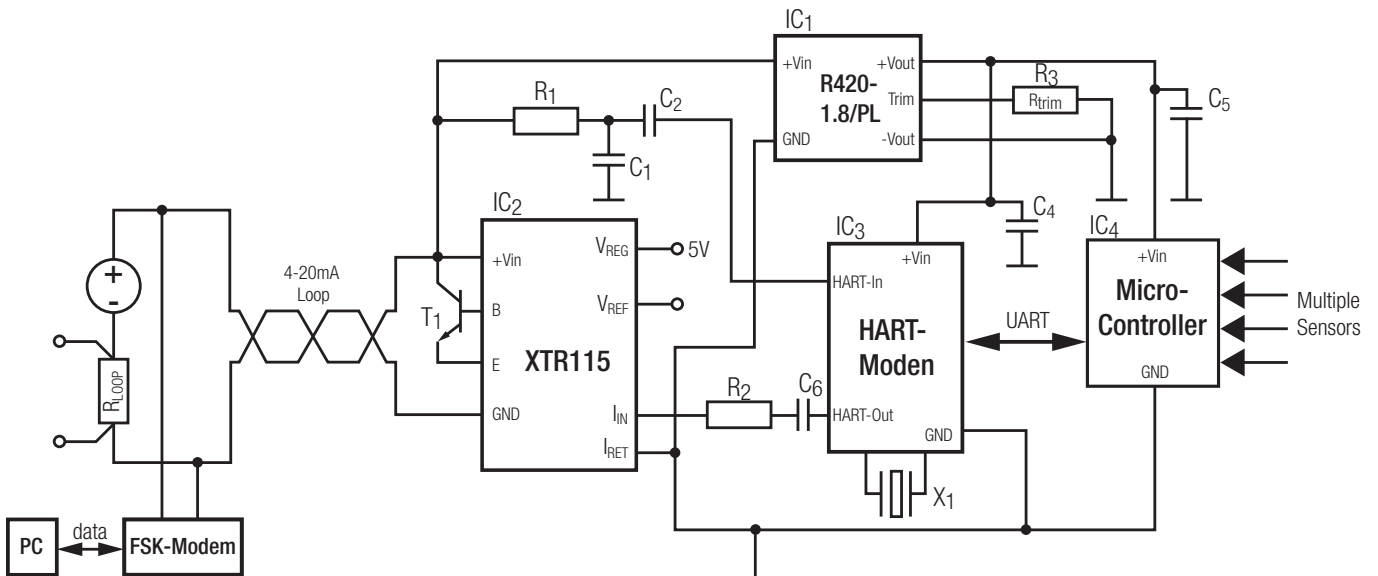 IC1
+Vin
+Vout
R420-
1.8/PL
Trim
GND
-Vout
R3
Rtrim
C5
R1
C2
C1
IC2
+Vin
VREG
5V
T1
B
VREF
XTR115
E
GND
IIN
IRET
4-20mA
Loop
+
-
RLOOP
PC
data
FSK-Modem
R2
C6
IC3
+Vin
C4
HART-In
HART-
Moden
HART-Out
GND
X1
UART
IC4
+Vin
Micro-
Controller
GND
Multiple
Sensors